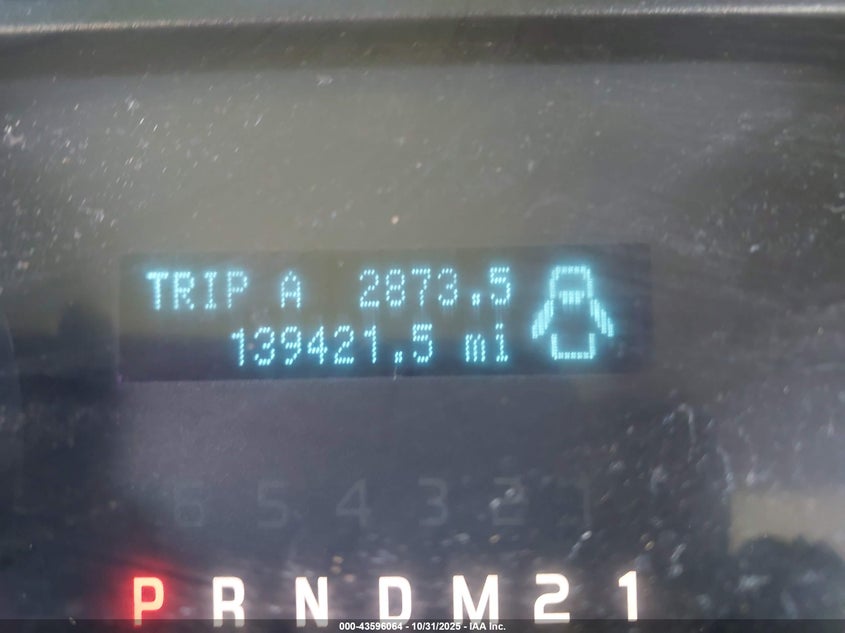 TRIP A 2873.5
139421.5 mi
6 5 4 3 2 1
P R N D M 2 1
000-43596064 - 10/31/2025 - IAA Inc.